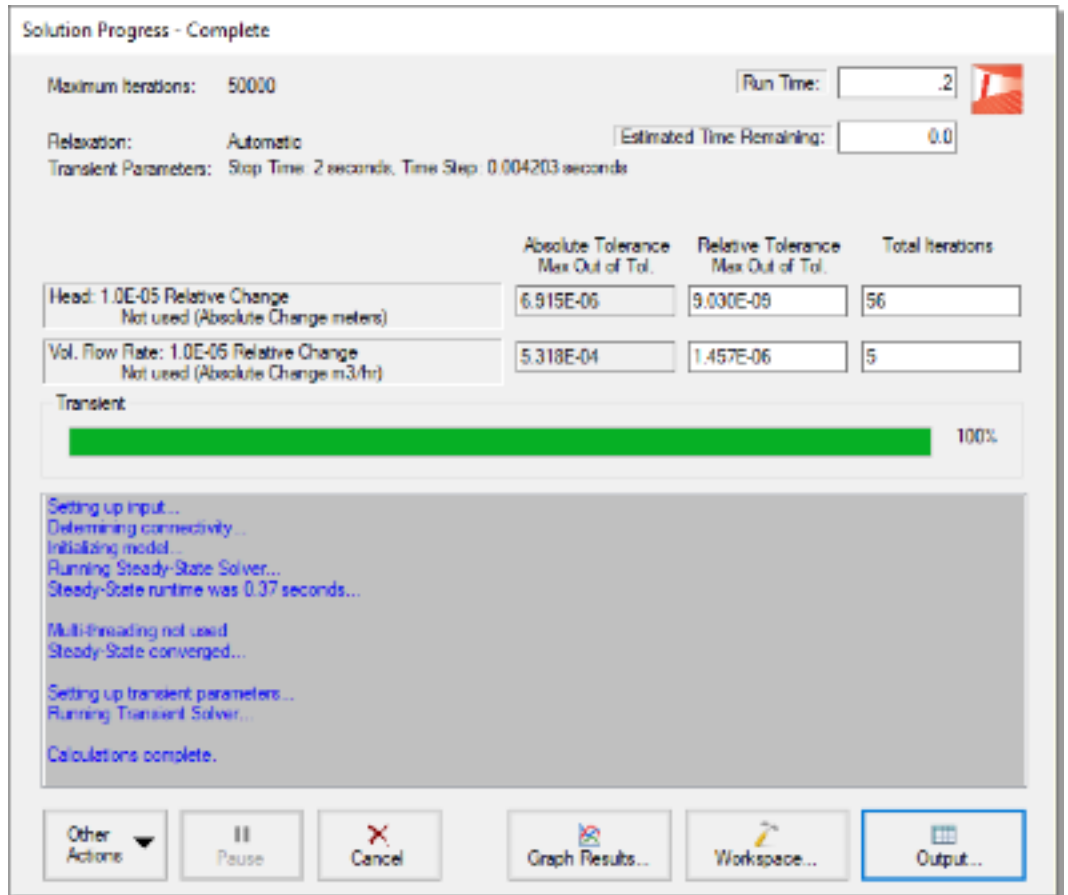 Solution Progress - Complete
Maximum Iterations: 50000
Run Time: .2
Relaxation: Automatic
Estimated Time Remaining: 0.0
Transient Parameters: Stop Time: 2 seconds, Time Step: 0.004203 seconds
Absolute Tolerance Relative Tolerance Total Iterations
Max Out of Tol. Max Out of Tol.
Head: 1.0E-05 Relative Change 6.915E-06 9.030E-09 56
Not used (Absolute Change meters)
Vol. Flow Rate: 1.0E-05 Relative Change 5.318E-04 1.457E-06 5
Not used (Absolute Change m3/hr)
Transient
100%
Setting up input...
Determining connectivity...
Initializing model...
Running Steady-State Solver...
Steady-State runtime was 0.37 seconds...
Multi-threading not used
Steady-State converged...
Setting up transient parameters...
Running Transient Solver...
Calculations complete.
Other Actions
Pause
Cancel
Graph Results...
Workspace...
Output...